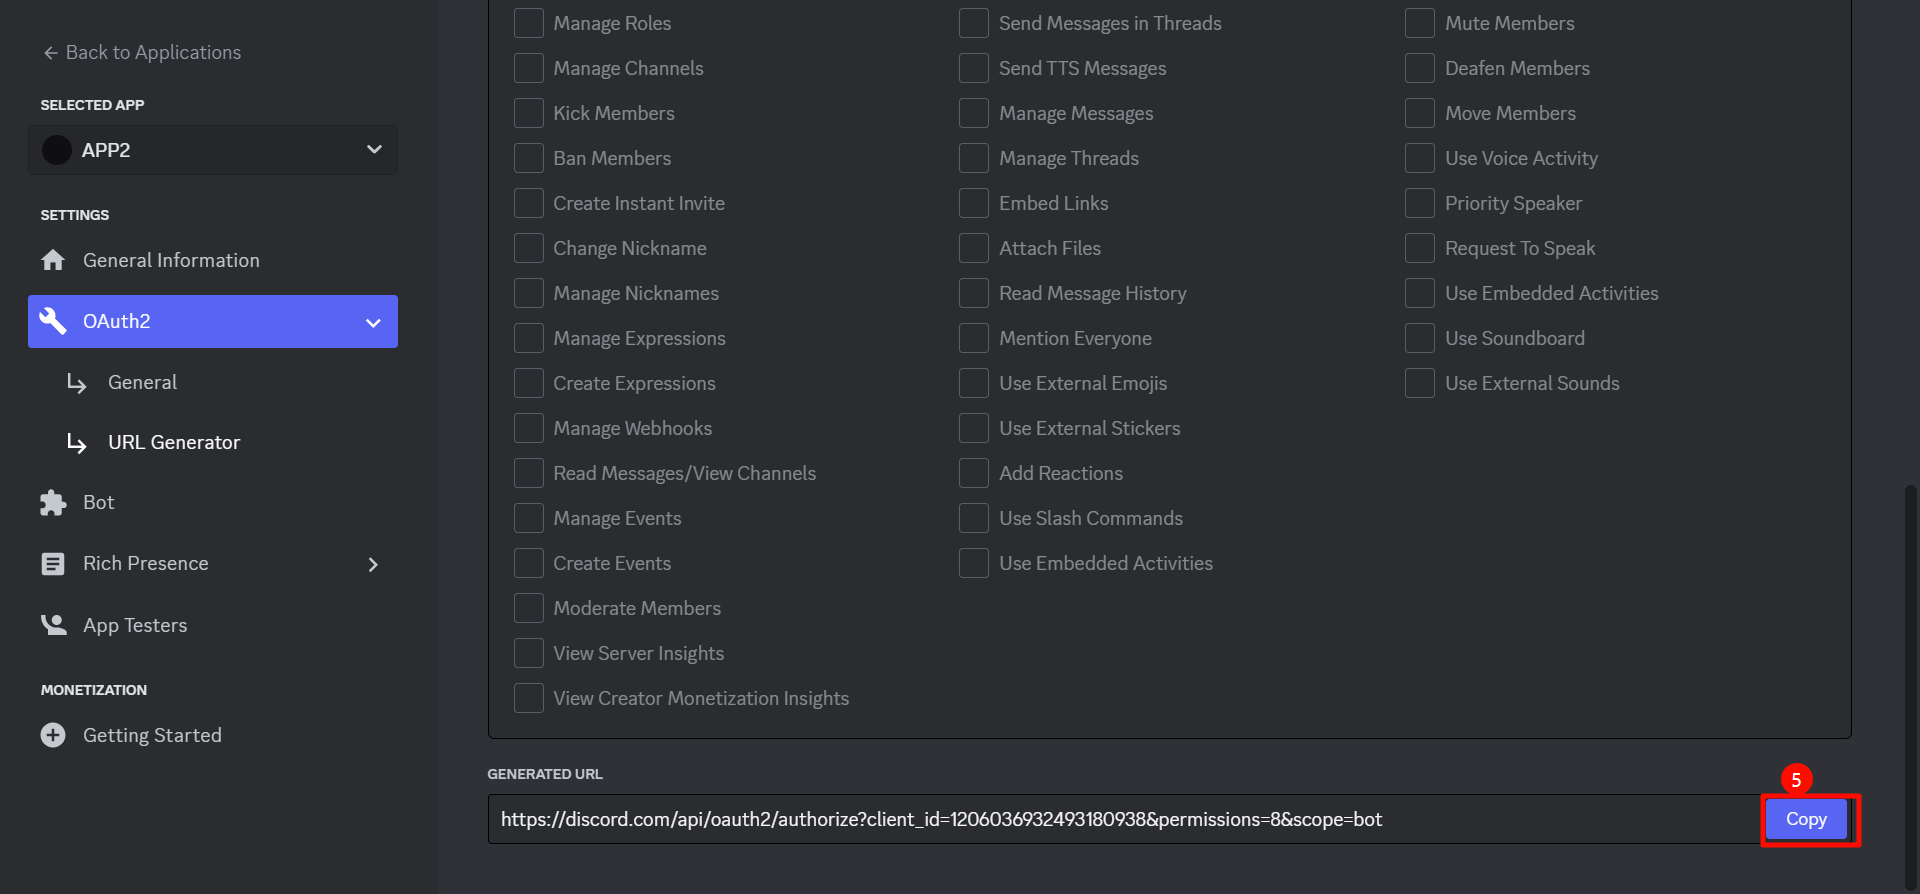 Back to Applications
SELECTED APP
APP2
SETTINGS
General Information
OAuth2
General
URL Generator
Bot
Rich Presence
App Testers
MONETIZATION
Getting Started
Manage Roles
Manage Channels
Kick Members
Ban Members
Create Instant Invite
Change Nickname
Manage Nicknames
Manage Expressions
Create Expressions
Manage Webhooks
Read Messages/View Channels
Manage Events
Create Events
Moderate Members
View Server Insights
View Creator Monetization Insights
Send Messages in Threads
Send TTS Messages
Manage Messages
Manage Threads
Embed Links
Attach Files
Read Message History
Mention Everyone
Use External Emojis
Use External Stickers
Add Reactions
Use Slash Commands
Use Embedded Activities
Mute Members
Deafen Members
Move Members
Use Voice Activity
Priority Speaker
Request To Speak
Use Embedded Activities
Use Soundboard
Use External Sounds
GENERATED URL
https://discord.com/api/oauth2/authorize?client_id=1206036932493180938&permissions=8&scope=bot
5
Copy